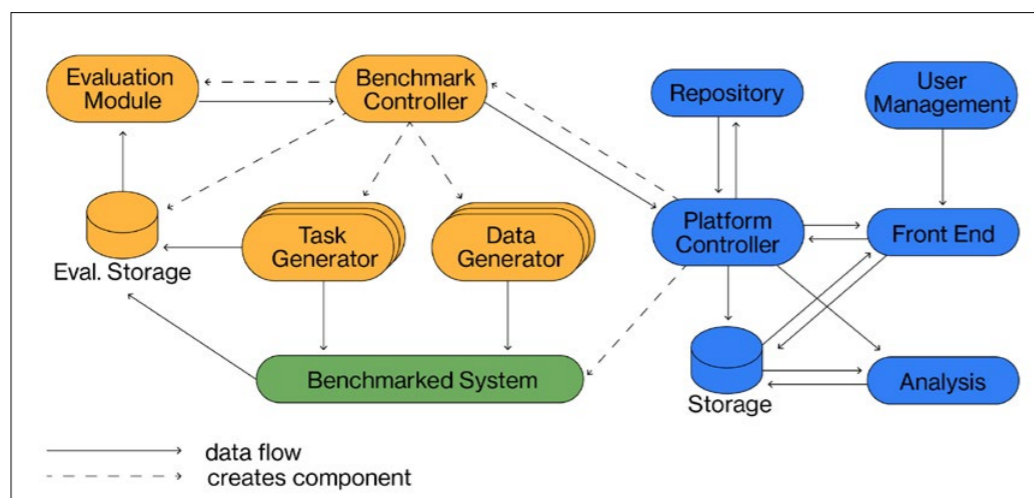 Evaluation
Module
Benchmark
Controller
Repository
User
Management
Eval. Storage
Task
Generator
Data
Generator
Platform
Controller
Front End
Benchmarked System
Storage
Analysis
data flow
creates component